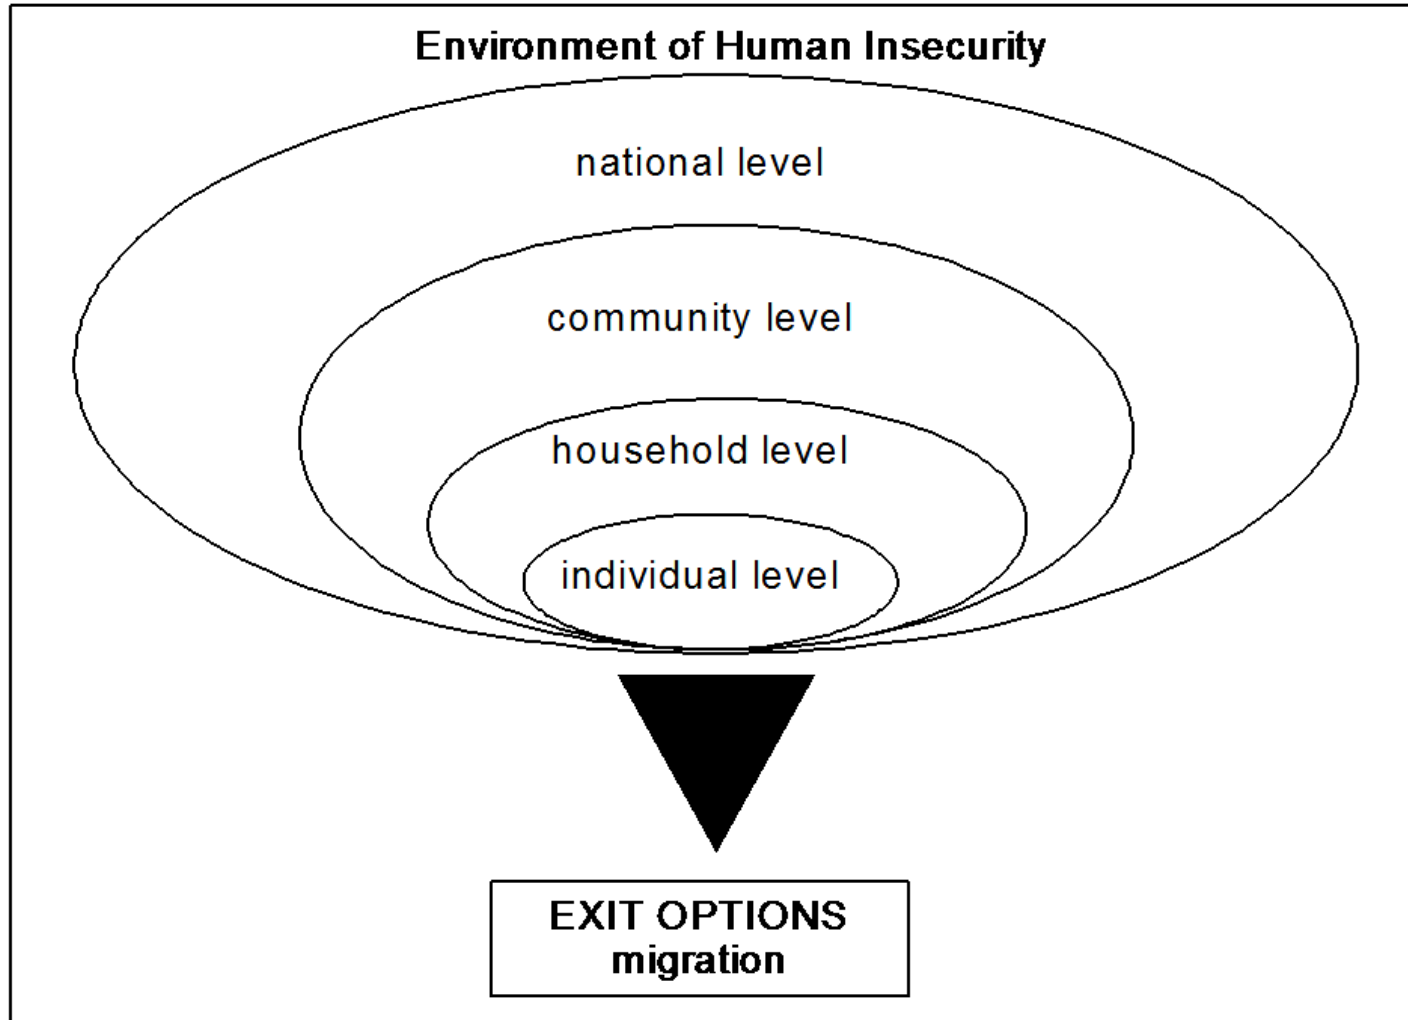 Environment of Human Insecurity
national level
community level
household level
individual level
EXIT OPTIONS
migration